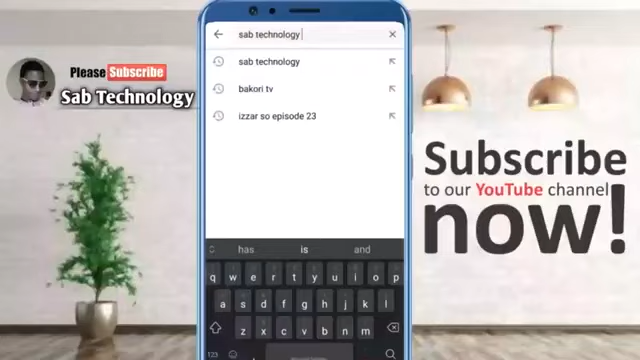 sab technology
sab technology
bakori tv
izzar so episode 23
Please Subscribe
Sab Technology
Subscribe
to our YouTube channel
now!
has is and
q w e r t y u i o p
a s d f g h j k l
z x c v b n m
123